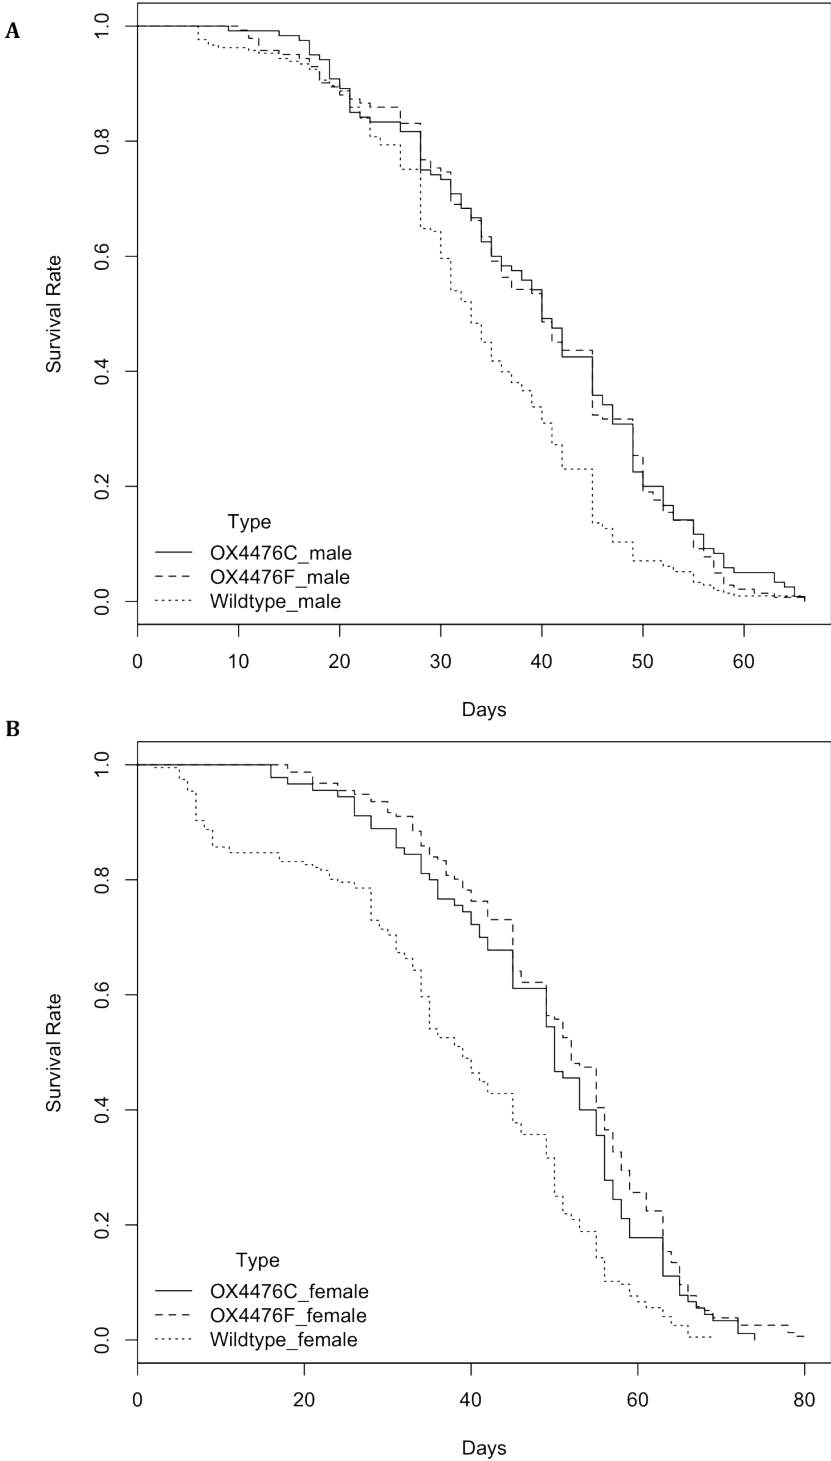 A
1.0
0.8
0.6
0.4
0.2
0.0
Survival Rate
Type
OX4476C_male
OX4476F_male
Wildtype_male
0 10 20 30 40 50 60
Days
B
1.0
0.8
0.6
0.4
0.2
0.0
Survival Rate
Type
OX4476C_female
OX4476F_female
Wildtype_female
0 20 40 60 80
Days